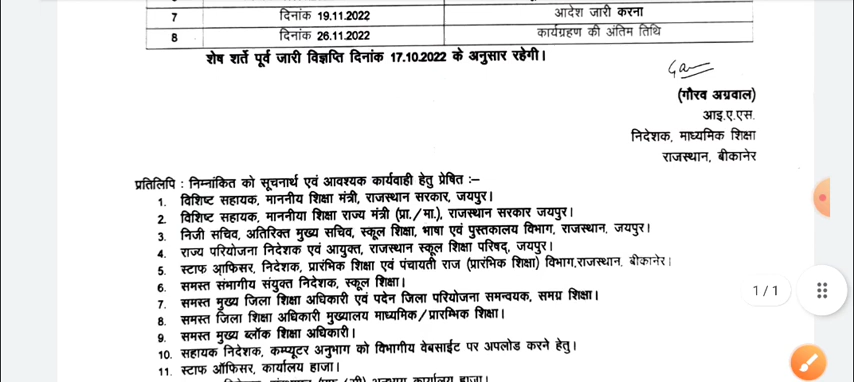 7 दिनांक 19.11.2022 आदेश जारी करना
8 दिनांक 26.11.2022 कार्यग्रहण की अंतिम तिथि
शेष शर्ते पूर्व जारी विज्ञप्ति दिनांक 17.10.2022 के अनुसार रहेगी।
(गौरव अग्रवाल)
आइ.ए.एस.
निदेशक, माध्यमिक शिक्षा
राजस्थान, बीकानेर
प्रतिलिपि : निम्नांकित को सूचनार्थ एवं आवश्यक कार्यवाही हेतु प्रेषित :–
1. विशिष्ट सहायक, माननीय शिक्षा मंत्री, राजस्थान सरकार, जयपुर।
2. विशिष्ट सहायक, माननीया शिक्षा राज्य मंत्री (प्रा./मा.), राजस्थान सरकार जयपुर।
3. निजी सचिव, अतिरिक्त मुख्य सचिव, स्कूल शिक्षा, भाषा एवं पुस्तकालय विभाग, राजस्थान, जयपुर।
4. राज्य परियोजना निदेशक एवं आयुक्त, राजस्थान स्कूल शिक्षा परिषद्, जयपुर।
5. स्टाफ आफिसर, निदेशक, प्रारंभिक शिक्षा एवं पंचायती राज (प्रारंभिक शिक्षा) विभाग,राजस्थान, बीकानेर।
6. समस्त संभागीय संयुक्त निदेशक, स्कूल शिक्षा।
7. समस्त मुख्य जिला शिक्षा अधिकारी एवं पदेन जिला परियोजना समन्वयक, समग्र शिक्षा।
8. समस्त जिला शिक्षा अधिकारी मुख्यालय माध्यमिक/प्रारम्भिक शिक्षा।
9. समस्त मुख्य ब्लॉक शिक्षा अधिकारी।
10. सहायक निदेशक, कम्प्यूटर अनुभाग को विभागीय वेबसाईट पर अपलोड करने हेतु।
11. स्टाफ ऑफिसर, कार्यालय हाजा।
1 / 1